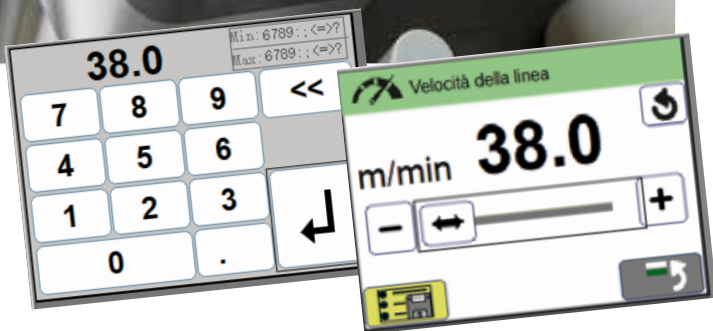 38.0
Min:6789:;<=>?
Max:6789:;<=>?
7 8 9 <<
4 5 6
1 2 3
0 .
Velocità della linea
m/min 38.0
- +